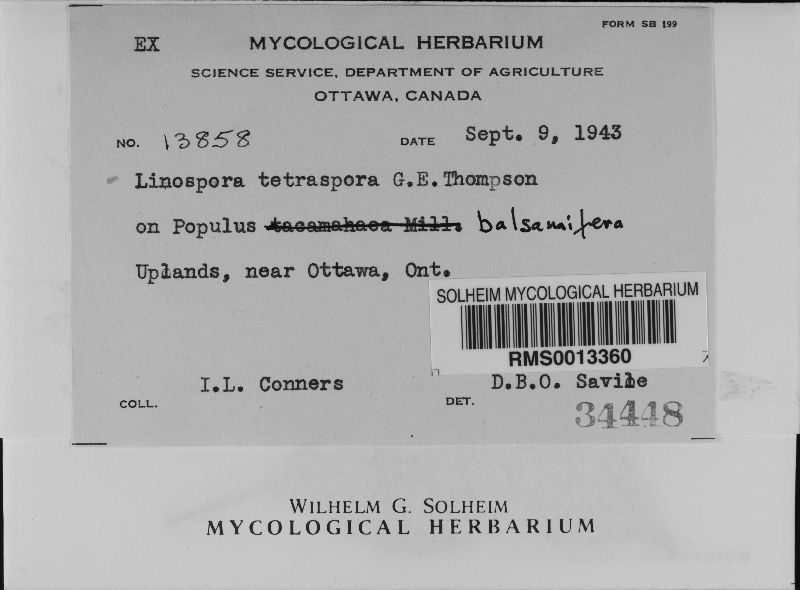 FORM SB 199
EX MYCOLOGICAL HERBARIUM
SCIENCE SERVICE, DEPARTMENT OF AGRICULTURE
OTTAWA, CANADA
NO. 13858 DATE Sept. 9, 1943
Linospora tetraspora G.E.Thompson
on Populus tacamahaca Mill. balsamifera
Uplands, near Ottawa, Ont.
SOLHEIM MYCOLOGICAL HERBARIUM
RMS0013360
I.L. Conners D.B.O. Savile
COLL. DET.
34448
WILHELM G. SOLHEIM
MYCOLOGICAL HERBARIUM